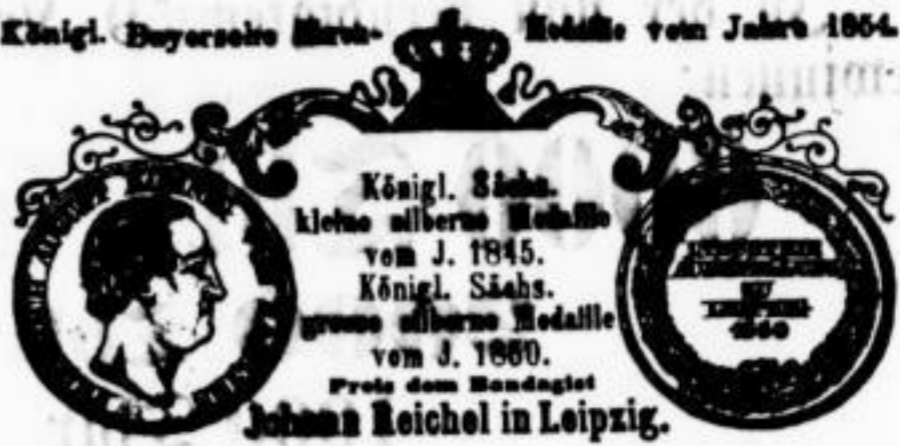 Königl. Bayersche Medaille vom Jahre 1854.
Königl. Sächs.
kleine silberne Medaille
vom J. 1845.
Königl. Sächs.
grosse silberne Medaille
vom J. 1850.
Preis dem Bandagist
Johann Reichel in Leipzig.